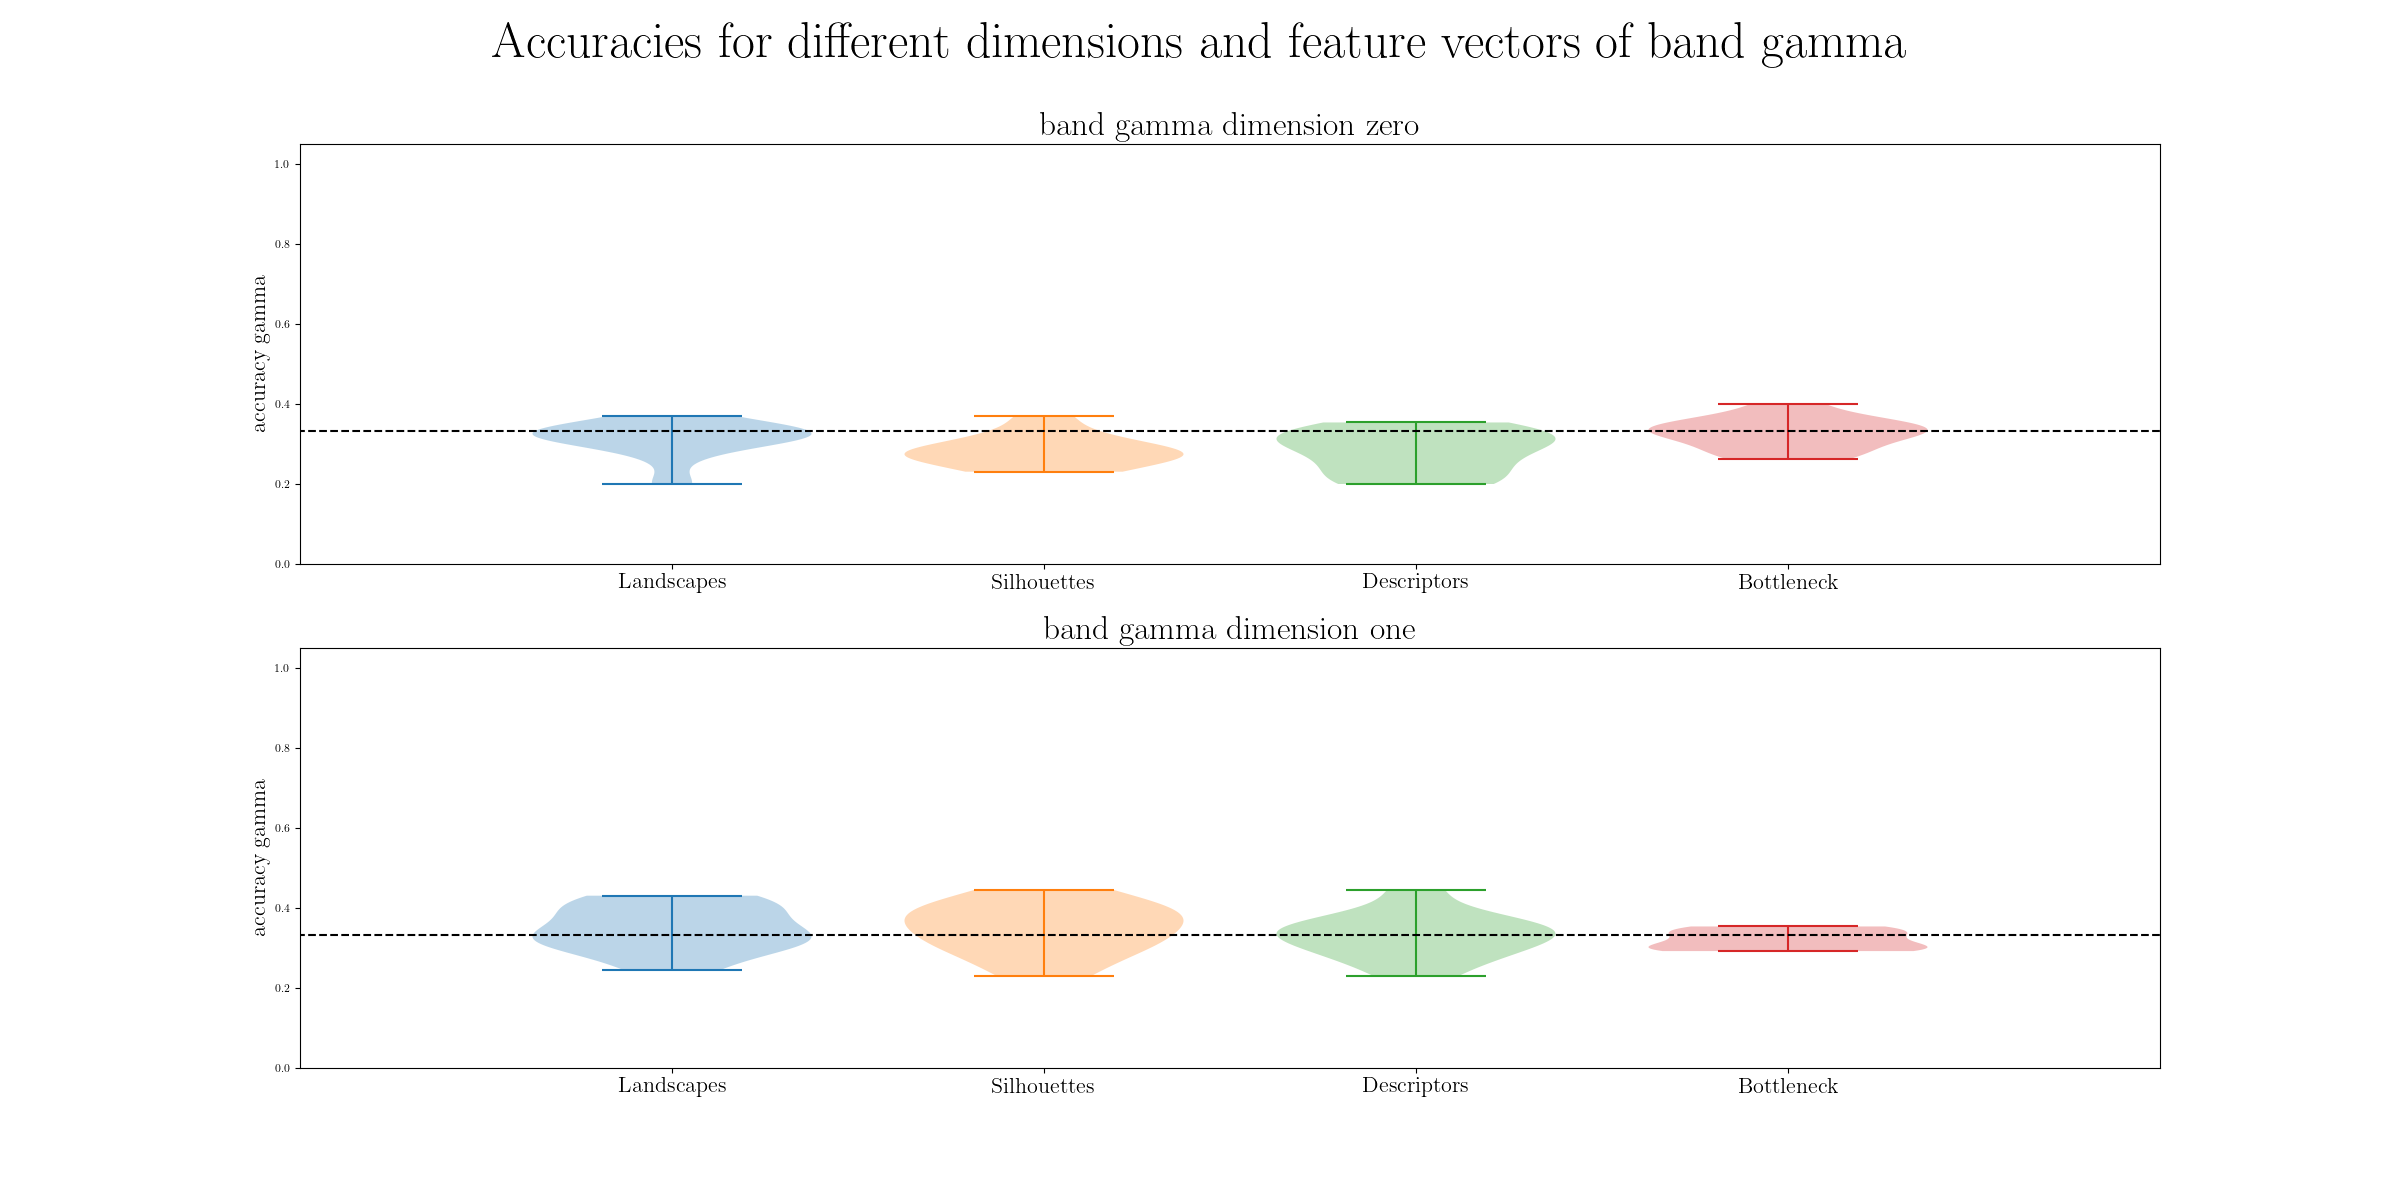 Accuracies for different dimensions and feature vectors of band gamma
band gamma dimension zero
accuracy gamma
1.0
0.8
0.6
0.4
0.2
0.0
Landscapes Silhouettes Descriptors Bottleneck
band gamma dimension one
accuracy gamma
1.0
0.8
0.6
0.4
0.2
0.0
Landscapes Silhouettes Descriptors Bottleneck